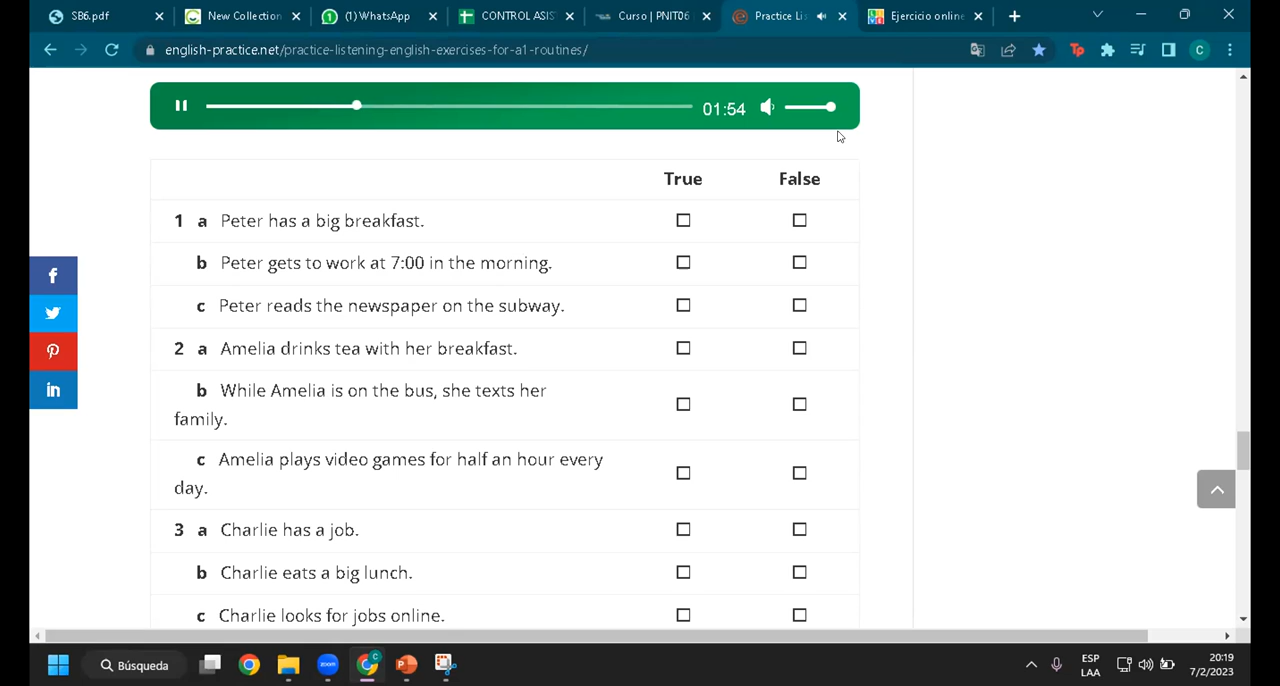 SB6.pdf
New Collection
(1) WhatsApp
CONTROL ASIS
Curso | PNIT06
Practice Lis
Ejercicio online
english-practice.net/practice-listening-english-exercises-for-a1-routines/
C
01:54
True False
1 a Peter has a big breakfast.
b Peter gets to work at 7:00 in the morning.
c Peter reads the newspaper on the subway.
2 a Amelia drinks tea with her breakfast.
b While Amelia is on the bus, she texts her
family.
c Amelia plays video games for half an hour every
day.
3 a Charlie has a job.
b Charlie eats a big lunch.
c Charlie looks for jobs online.
Búsqueda
zoom
ESP
LAA
20:19
7/2/2023